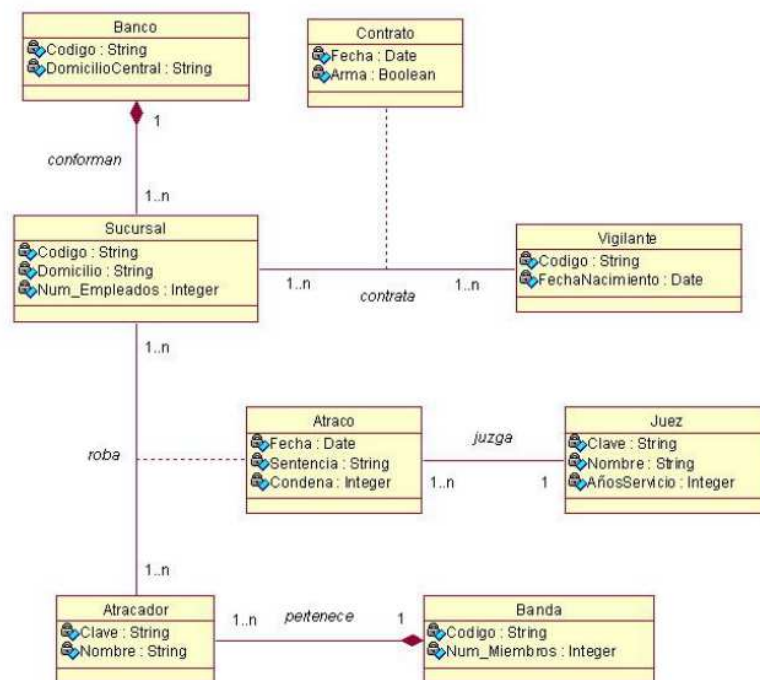 Banco
Codigo : String
DomicilioCentral : String
Contrato
Fecha : Date
Arma : Boolean
1
conforman
1..n
Sucursal
Codigo : String
Domicilio : String
Num_Empleados : Integer
1..n
contrata
1..n
Vigilante
Codigo : String
FechaNacimiento : Date
1..n
roba
Atraco
Fecha : Date
Sentencia : String
Condena : Integer
juzga
1..n
1
Juez
Clave : String
Nombre : String
AñosServicio : Integer
1..n
Atracador
Clave : String
Nombre : String
1..n
pertenece
1
Banda
Codigo : String
Num_Miembros : Integer